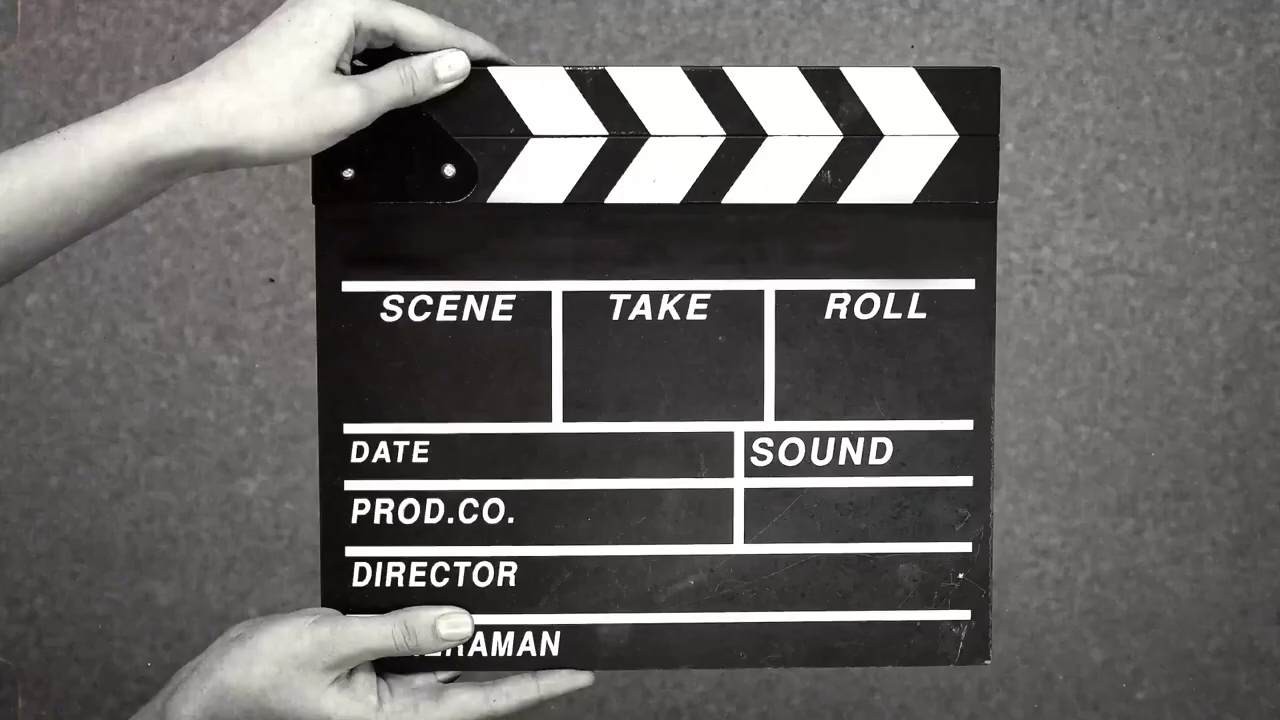 SCENE TAKE ROLL
DATE SOUND
PROD.CO.
DIRECTOR